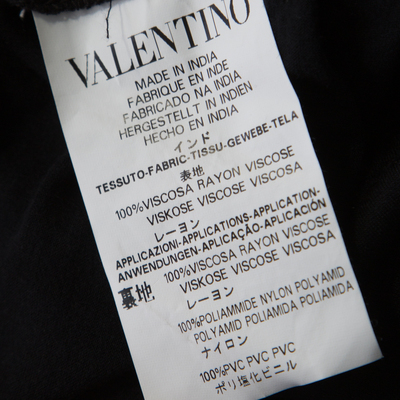 VALENTINO
MADE IN INDIA
FABRIQUE EN INDE
FABRICADO NA INDIA
HERGESTELLT IN INDIEN
HECHO EN INDIA
インド
TESSUTO-FABRIC-TISSU-GEWEBE-TELA
表地
100%VISCOSA RAYON VISCOSE
VISKOSE VISCOSE VISCOSA
レーヨン
APPLICAZIONI-APPLICATIONS-APPLICATION-
ANWENDUNGEN-APLICAÇÃO-APLICACIÓN
100%VISCOSA RAYON VISCOSE
VISKOSE VISCOSE VISCOSA
裏地
レーヨン
100%POLIAMMIDE NYLON POLYAMID
POLYAMID POLIAMIDA POLIAMIDA
ナイロン
100%PVC PVC PVC
ポリ塩化ビニル